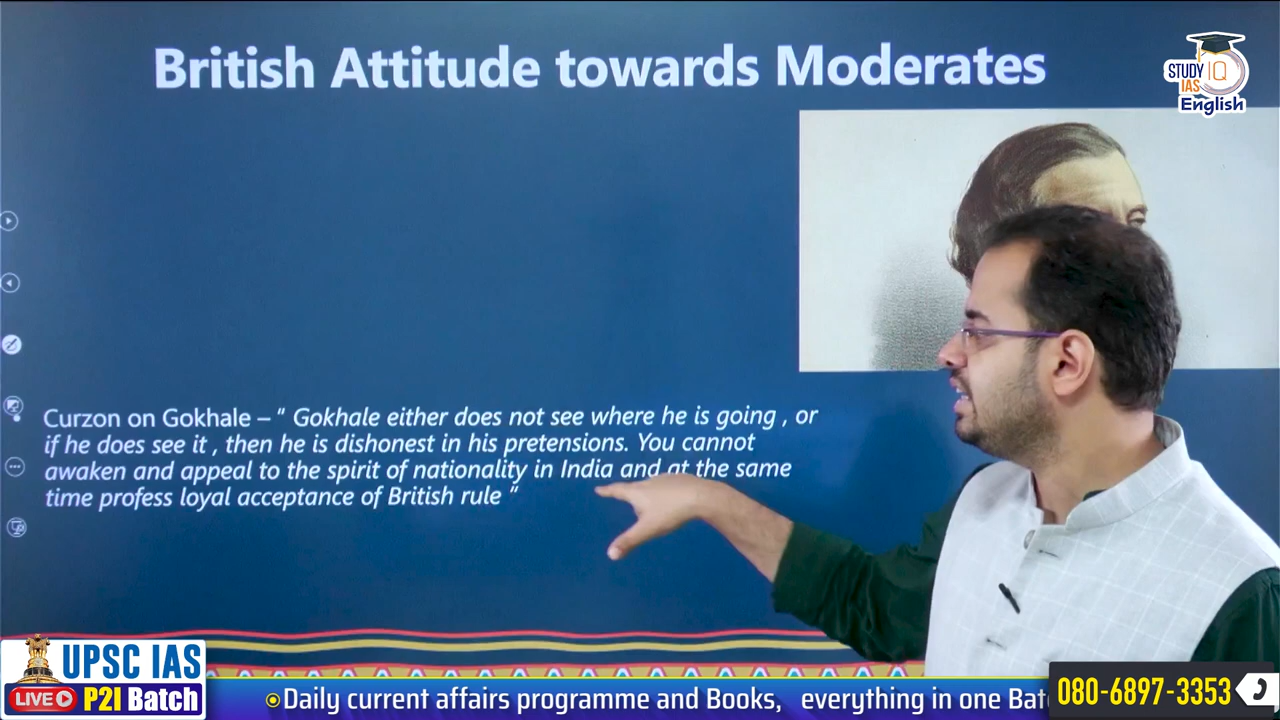 British Attitude towards Moderates
STUDY IQ
IAS
English
Curzon on Gokhale – “ Gokhale either does not see where he is going , or
if he does see it , then he is dishonest in his pretensions. You cannot
awaken and appeal to the spirit of nationality in India and at the same
time profess loyal acceptance of British rule “
UPSC IAS
LIVE P2I Batch
Daily current affairs programme and Books, everything in one Bat
080-6897-3353